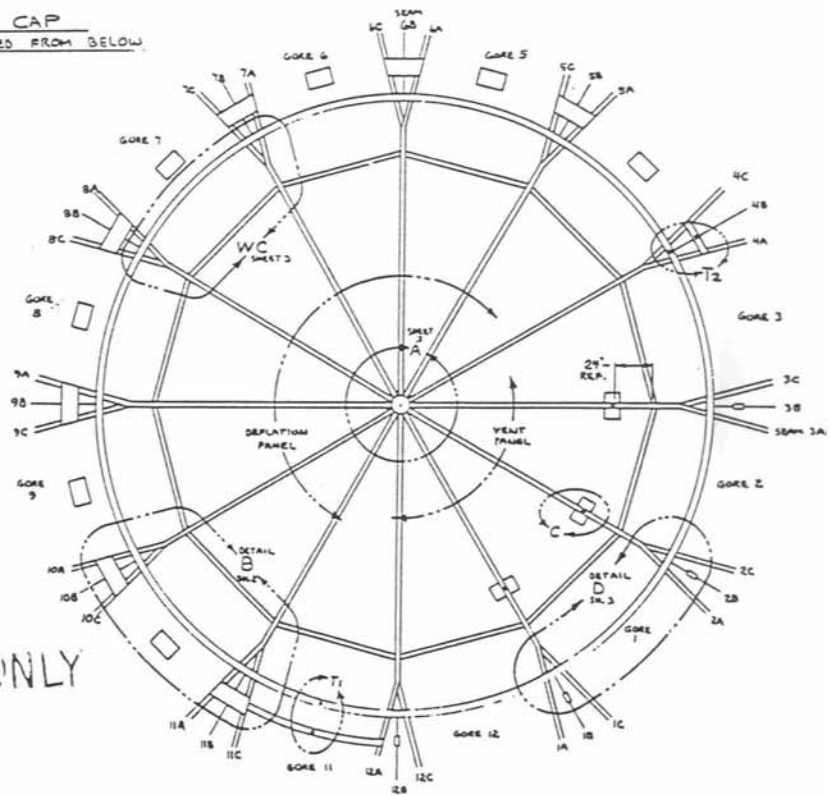 CAP
FROM BELOW
SEAM
6C 6B 6A
GORE 6
GORE 5
7C 7B 7A
5C 5B 5A
GORE 7
4C
4B
4A
8A
8B
8C
WC
SHEET 3
T2
GORE
8
GORE 3
SHEET
A
24"
REF.
9A
9B
9C
3C
3B
SEAM 3A
DEFLATION
PANEL
VENT
PANEL
GORE
9
GORE 2
C
DETAIL
B
DETAIL
D
SH. 3
10A
10B
10C
2C
2B
2A
GORE
1
ONLY
T1
11A
11B
11C
GORE 11
12A
12B
12C
GORE 12
1A
1B
1C